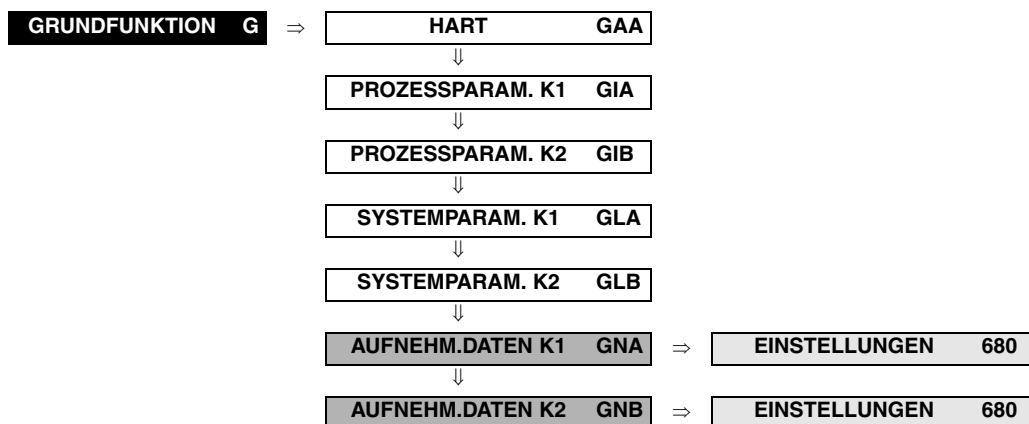 GRUNDFUNKTION G ⇒ HART GAA
⇓
PROZESSPARAM. K1 GIA
⇓
PROZESSPARAM. K2 GIB
⇓
SYSTEMPARAM. K1 GLA
⇓
SYSTEMPARAM. K2 GLB
⇓
AUFNEHM.DATEN K1 GNA ⇒ EINSTELLUNGEN 680
⇓
AUFNEHM.DATEN K2 GNB ⇒ EINSTELLUNGEN 680